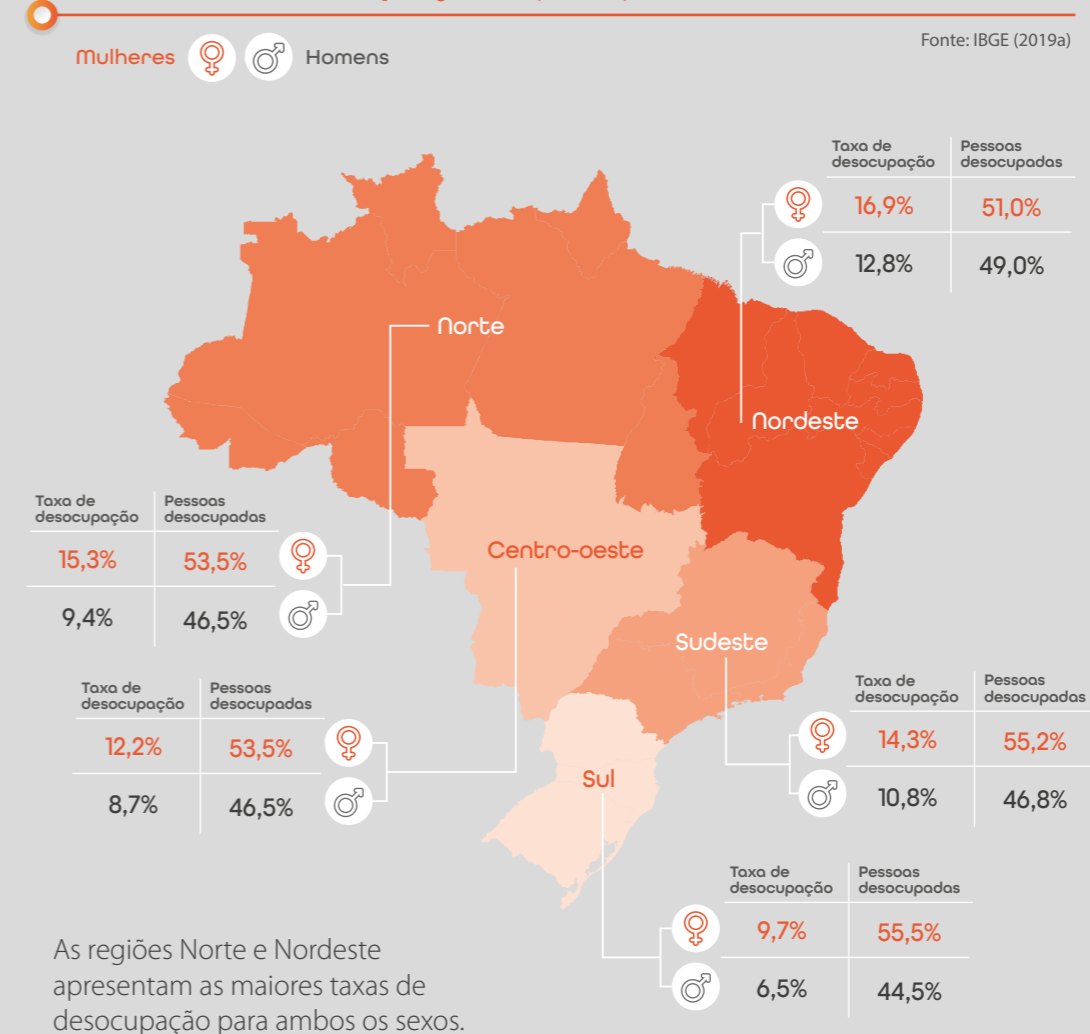 Mulheres Homens
Fonte: IBGE (2019a)
Taxa de desocupação Pessoas desocupadas
16,9% 51,0%
12,8% 49,0%
Norte
Nordeste
Taxa de desocupação Pessoas desocupadas
15,3% 53,5%
9,4% 46,5%
Centro-oeste
Sudeste
Taxa de desocupação Pessoas desocupadas
12,2% 53,5%
8,7% 46,5%
Taxa de desocupação Pessoas desocupadas
14,3% 55,2%
10,8% 46,8%
Sul
Taxa de desocupação Pessoas desocupadas
9,7% 55,5%
6,5% 44,5%
As regiões Norte e Nordeste
apresentam as maiores taxas de
desocupação para ambos os sexos.